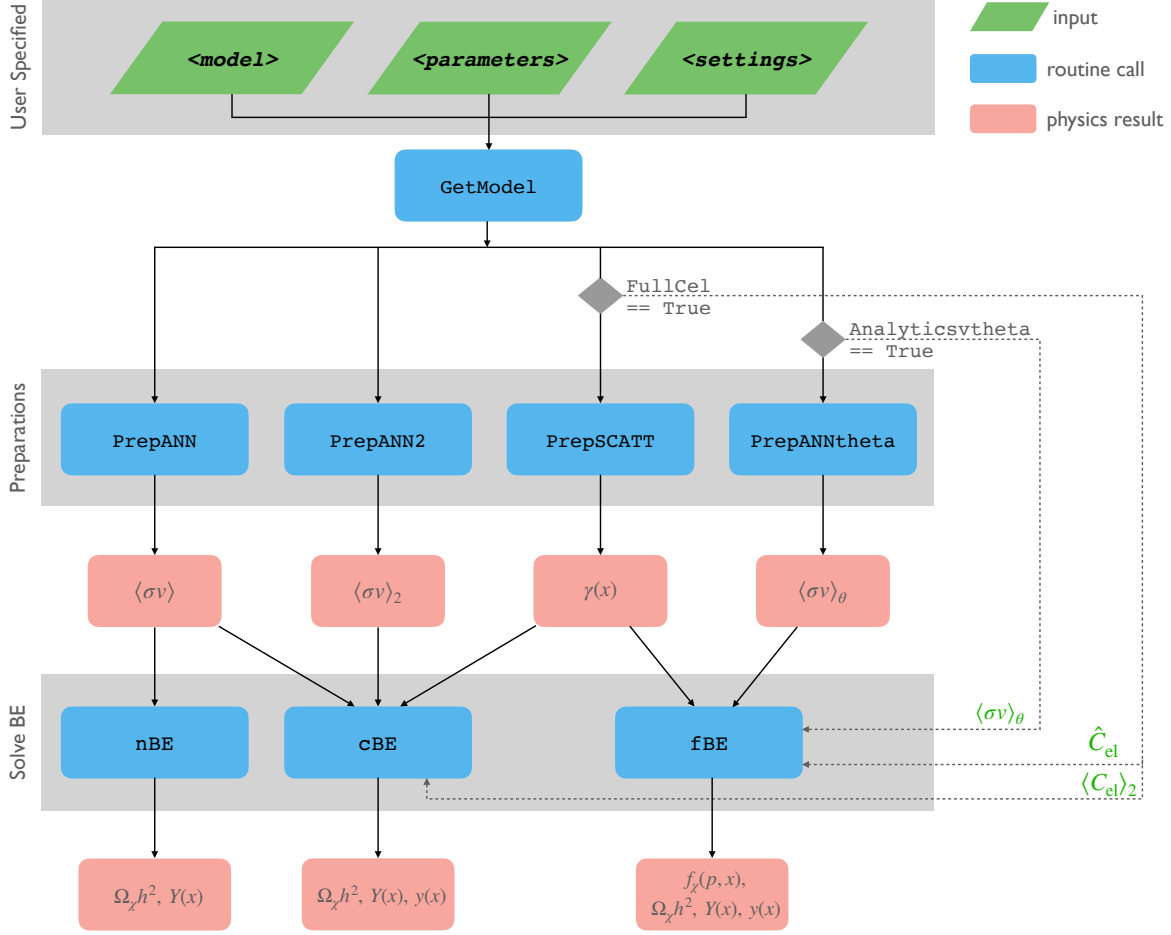 User Specified
<model>
<parameters>
<settings>
input
routine call
physics result
GetModel
FullCel
== True
Analyticsvtheta
== True
Preparations
PrepANN
PrepANN2
PrepSCATT
PrepANNtheta
⟨σv⟩
⟨σv⟩₂
γ(x)
⟨σv⟩θ
Solve BE
nBE
cBE
fBE
⟨σv⟩θ
Ĉel
⟨Cel⟩₂
Ωχh², Y(x)
Ωχh², Y(x), y(x)
fχ(p, x),
Ωχh², Y(x), y(x)